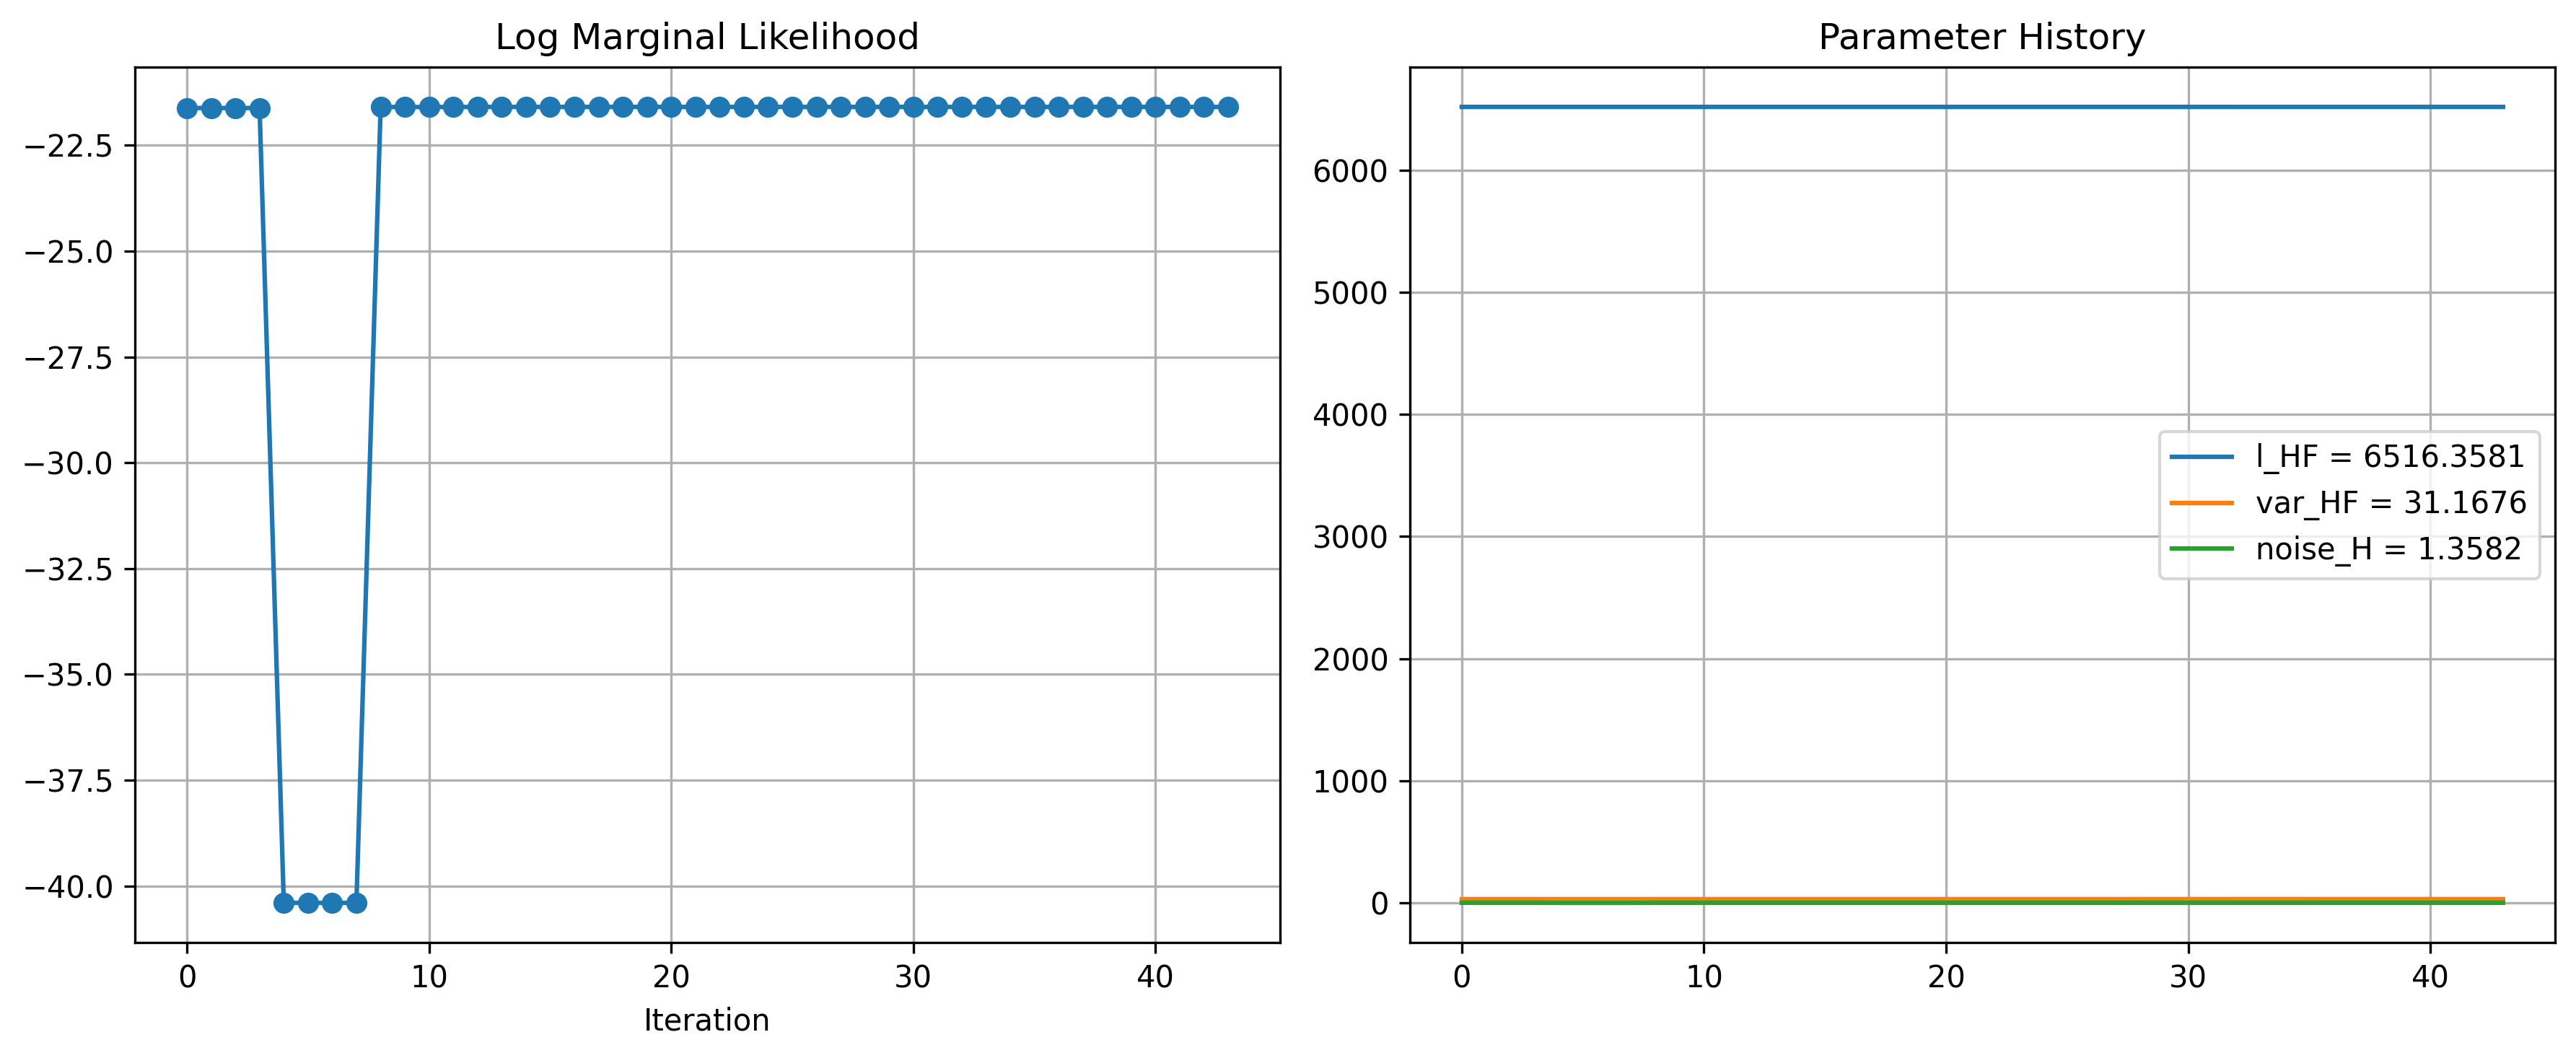 Log Marginal Likelihood
−22.5
−25.0
−27.5
−30.0
−32.5
−35.0
−37.5
−40.0
0 10 20 30 40
Iteration
Parameter History
6000
5000
4000
3000
2000
1000
0
l_HF = 6516.3581
var_HF = 31.1676
noise_H = 1.3582
0 10 20 30 40